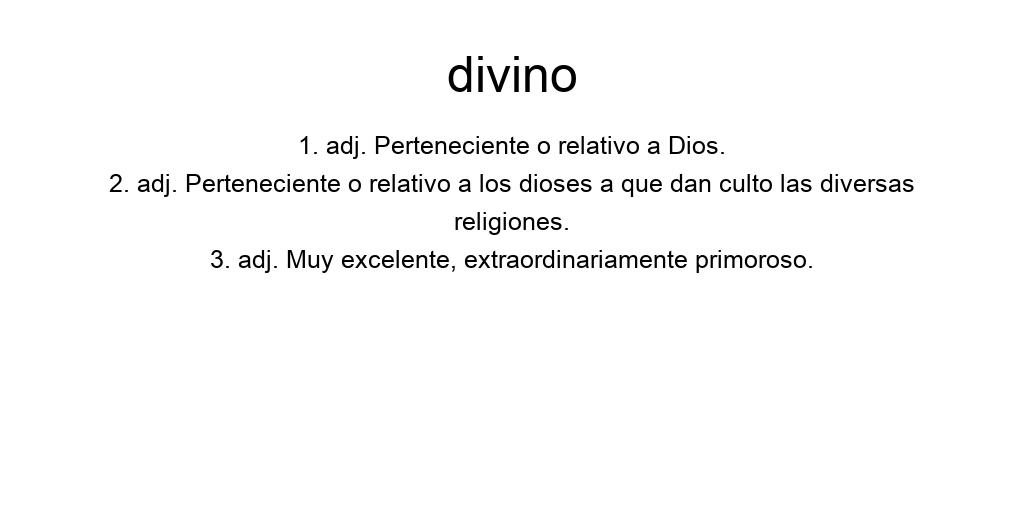 divino
1. adj. Perteneciente o relativo a Dios.
2. adj. Perteneciente o relativo a los dioses a que dan culto las diversas
religiones.
3. adj. Muy excelente, extraordinariamente primoroso.